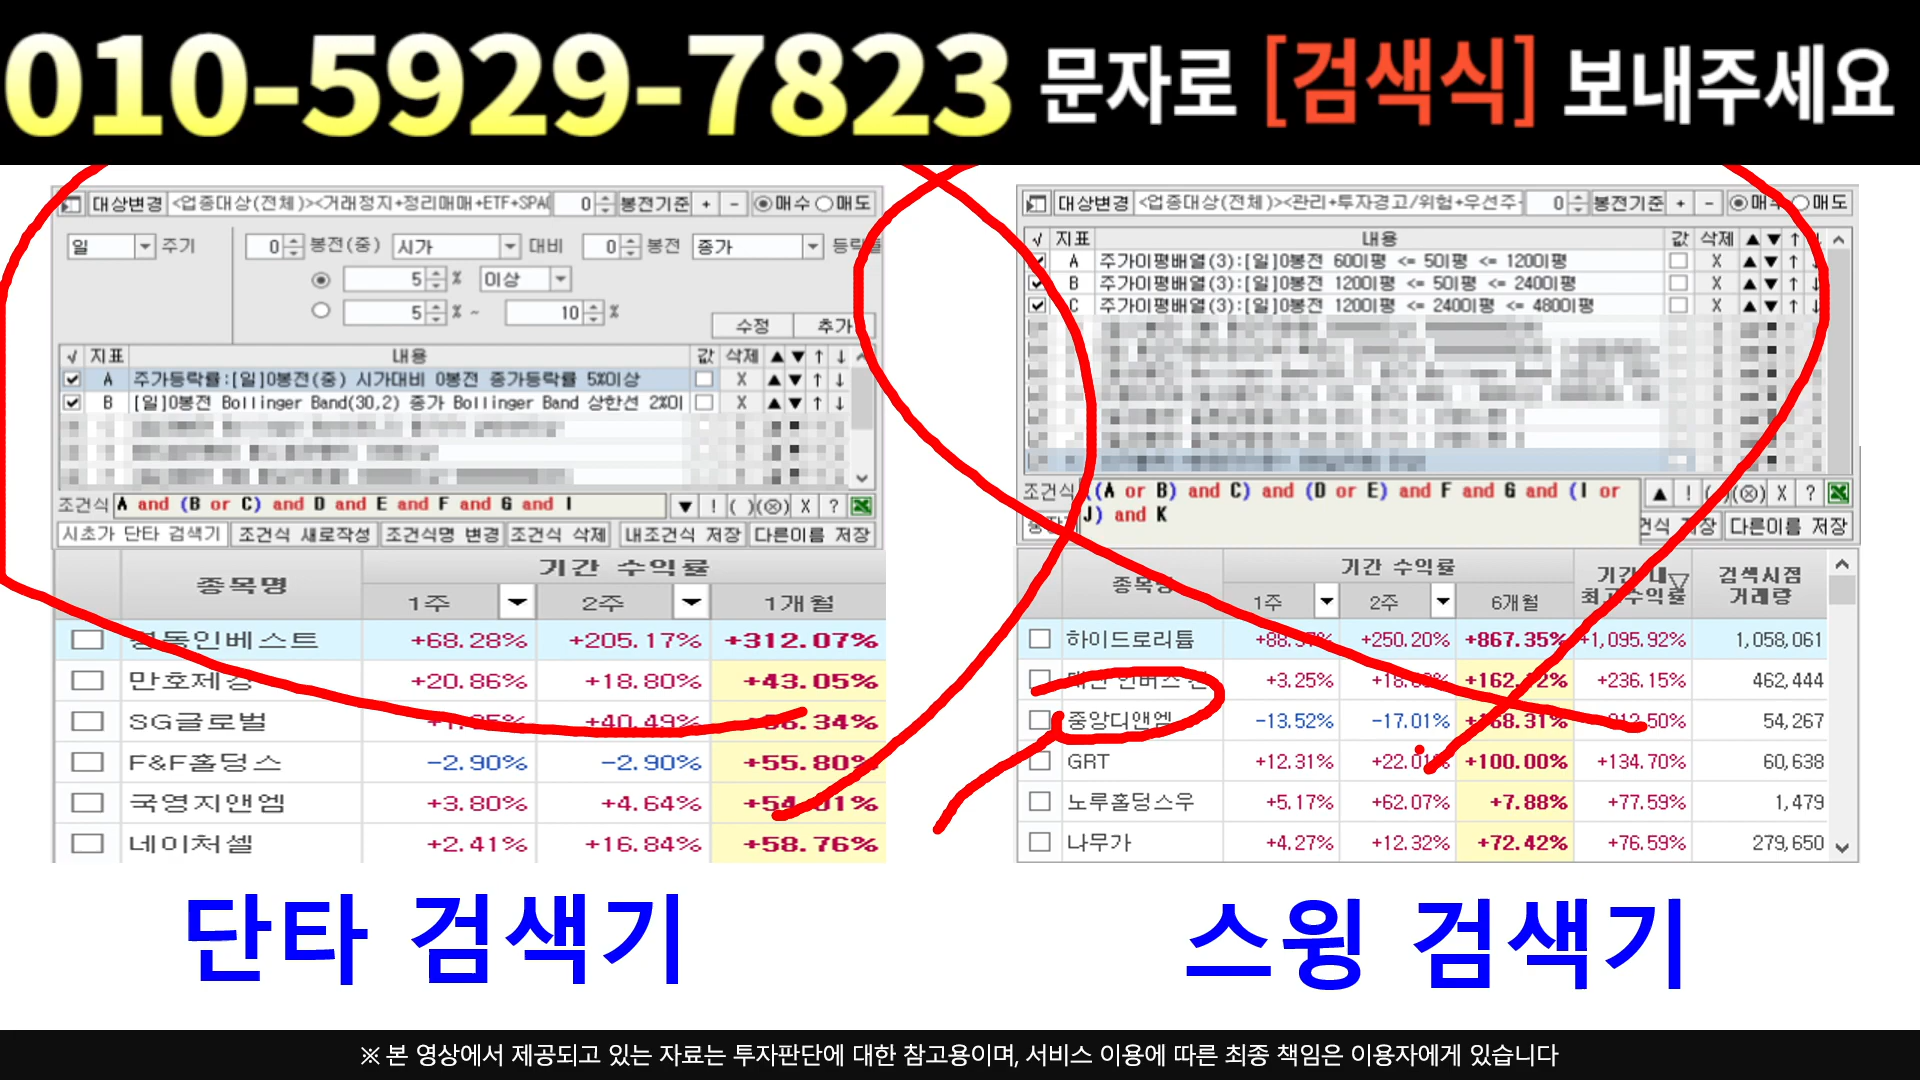 010-5929-7823 문자로 [검색식] 보내주세요
대상변경 <업종대상(전체)><거래정지+정리매매+ETF+SPA 0 봉전기준 + - 매수 매도
일 주기 0 봉전(중) 시가 대비 0 봉전 종가
5 % 이상
5 % ~ 10 %
수정 추가
√ 지표 내용 값 삭제 ▲ ▼ ↑ ↓
A 주가등락률:[일]0봉전(중) 시가대비 0봉전 종가등락률 5%이상 X ▲ ▼ ↑ ↓
B [일]0봉전 Bollinger Band(30,2) 종가 Bollinger Band 상한선 2%이 X ▲ ▼ ↑ ↓
조건식 A and (B or C) and D and E and F and G and I ▼ ! ( ) (⊗) X ?
시초가 단타 검색기 조건식 새로작성 조건식명 변경 조건식 삭제 내조건식 저장 다른이름 저장
종목명 기간 수익률
1주 2주 1개월
+68.28% +205.17% +312.07%
만호제강 +20.86% +18.80% +43.05%
SG글로벌 +40.49%
F&F홀딩스 -2.90% -2.90% +55.80%
국영지앤엠 +3.80% +4.64%
네이처셀 +2.41% +16.84% +58.76%
단타 검색기
대상변경 <업종대상(전체)><관리+투자경고/위험+우선주+ 0 봉전기준 + - 매수 매도
√ 지표 내용 값 삭제 ▲ ▼ ↑
A 주가이평배열(3):[일]0봉전 600이평 <= 5이평 <= 120이평 X ▲ ▼ ↑
B 주가이평배열(3):[일]0봉전 120이평 <= 5이평 <= 240이평 X ▲ ▼ ↑
C 주가이평배열(3):[일]0봉전 120이평 <= 240이평 <= 480이평 X ▲ ▼ ↑
조건식 ((A or B) and C) and (D or E) and F and G and (I or ▲ ! (⊗) X ?
J) and K 저장 다른이름 저장
종목명 기간 수익률 기간 내 최고수익률 검색시점 거래량
1주 2주 6개월
하이드로리튬 +250.20% +867.35% +1,095.92% 1,058,061
+3.25% +236.15% 462,444
중앙디앤엠 -13.52% -17.01% 54,267
GRT +12.31% +100.00% +134.70% 60,638
노루홀딩스우 +5.17% +62.07% +7.88% +77.59% 1,479
나무가 +4.27% +12.32% +72.42% +76.59% 279,650
스윙 검색기
※ 본 영상에서 제공되고 있는 자료는 투자판단에 대한 참고용이며, 서비스 이용에 따른 최종 책임은 이용자에게 있습니다